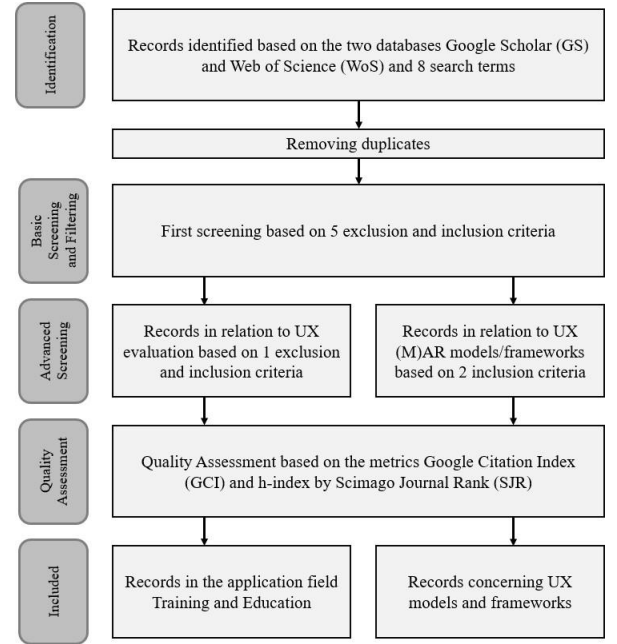 Identification
Records identified based on the two databases Google Scholar (GS)
and Web of Science (WoS) and 8 search terms
Removing duplicates
Basic
Screening
and Filtering
First screening based on 5 exclusion and inclusion criteria
Advanced
Screening
Records in relation to UX
evaluation based on 1 exclusion
and inclusion criteria
Records in relation to UX
(M)AR models/frameworks
based on 2 inclusion criteria
Quality
Assessment
Quality Assessment based on the metrics Google Citation Index
(GCI) and h-index by Scimago Journal Rank (SJR)
Included
Records in the application field
Training and Education
Records concerning UX
models and frameworks